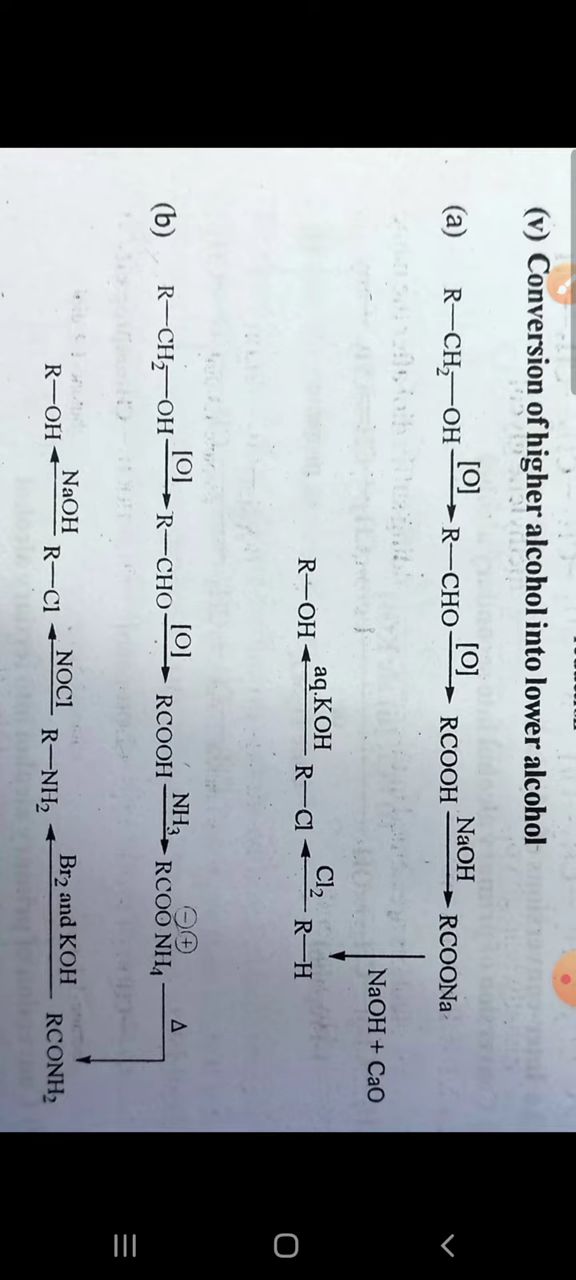 (v) Conversion of higher alcohol into lower alcohol
(a) R—CH₂—OH [O]→ R—CHO [O]→ RCOOH NaOH→ RCOONa
NaOH + CaO
R—OH ←aq.KOH R—Cl ←Cl₂ R—H
(b) R—CH₂—OH [O]→ R—CHO [O]→ RCOOH NH₃→ RCOO⊖ NH₄⊕ Δ
R—OH ←NaOH R—Cl ←NOCl R—NH₂ ←Br₂ and KOH RCONH₂